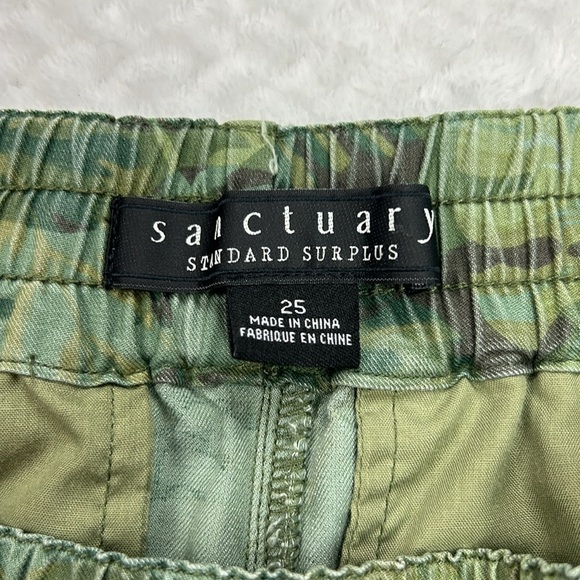 sanctuary
STANDARD SURPLUS
25
MADE IN CHINA
FABRIQUE EN CHINE